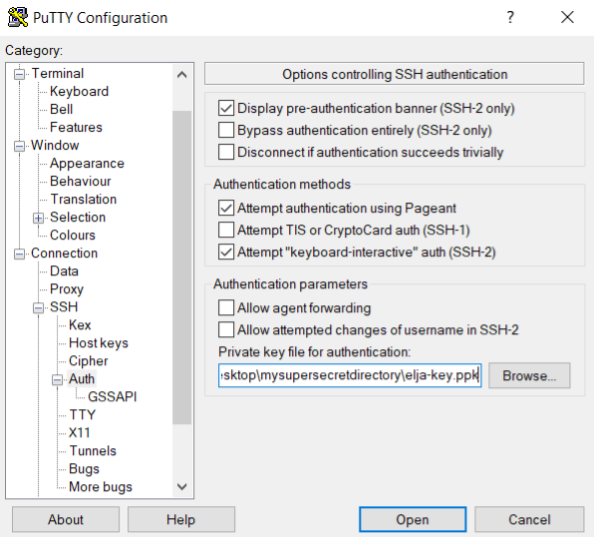 PuTTY Configuration
?
Category:
Terminal
Keyboard
Bell
Features
Window
Appearance
Behaviour
Translation
Selection
Colours
Connection
Data
Proxy
SSH
Kex
Host keys
Cipher
Auth
GSSAPI
TTY
X11
Tunnels
Bugs
More bugs
Options controlling SSH authentication
Display pre-authentication banner (SSH-2 only)
Bypass authentication entirely (SSH-2 only)
Disconnect if authentication succeeds trivially
Authentication methods
Attempt authentication using Pageant
Attempt TIS or CryptoCard auth (SSH-1)
Attempt "keyboard-interactive" auth (SSH-2)
Authentication parameters
Allow agent forwarding
Allow attempted changes of username in SSH-2
Private key file for authentication:
sktop\mysupersecretdirectory\elja-key.ppk
Browse...
About
Help
Open
Cancel